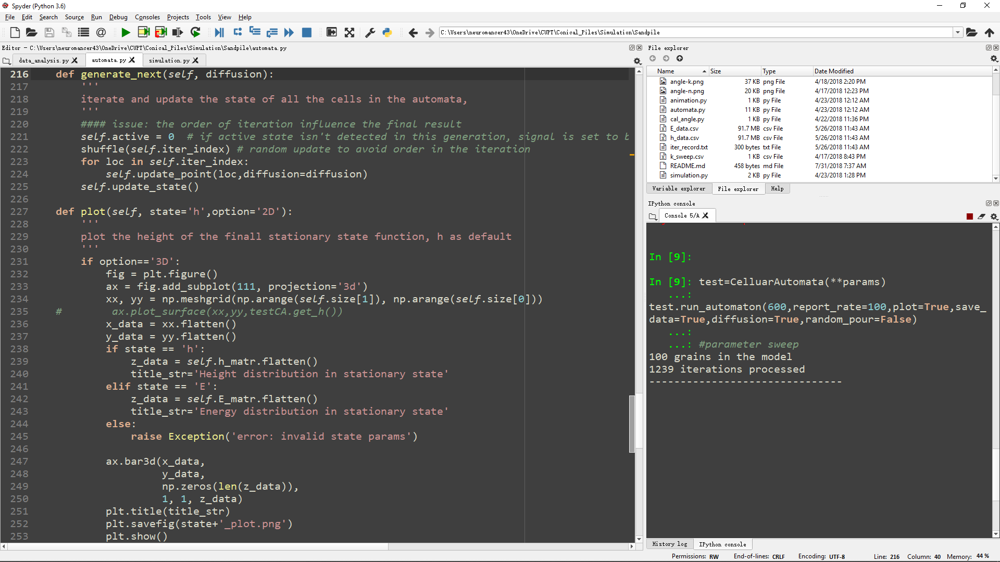 Spyder (Python 3.6)
File Edit Search Source Run Debug Consoles Projects Tools View Help
C:\Users\neuromancer43\OneDrive\CUPT\Conical_Piles\Simulation\Sandpile
Editor - C:\Users\neuromancer43\OneDrive\CUPT\Conical_Piles\Simulation\Sandpile\automata.py
data_analysis.py automata.py simulation.py
216 def generate_next(self, diffusion):
217 '''
218 iterate and update the state of all the cells in the automata,
219 '''
220 #### issue: the order of iteration influence the final result
221 self.active = 0 # if active state isn't detected in this generation, signal is set to b
222 shuffle(self.iter_index) # random update to avoid order in the iteration
223 for loc in self.iter_index:
224 self.update_point(loc,diffusion=diffusion)
225 self.update_state()
226
227 def plot(self, state='h',option='2D'):
228 '''
229 plot the height of the finall stationary state function, h as default
230 '''
231 if option=='3D':
232 fig = plt.figure()
233 ax = fig.add_subplot(111, projection='3d')
234 xx, yy = np.meshgrid(np.arange(self.size[1]), np.arange(self.size[0]))
235 # ax.plot_surface(xx,yy,testCA.get_h())
236 x_data = xx.flatten()
237 y_data = yy.flatten()
238 if state == 'h':
239 z_data = self.h_matr.flatten()
240 title_str='Height distribution in stationary state'
241 elif state == 'E':
242 z_data = self.E_matr.flatten()
243 title_str='Energy distribution in stationary state'
244 else:
245 raise Exception('error: invalid state params')
246
247 ax.bar3d(x_data,
248 y_data,
249 np.zeros(len(z_data)),
250 1, 1, z_data)
251 plt.title(title_str)
252 plt.savefig(state+'_plot.png')
253 plt.show()
File explorer
Name Size Type Date Modified
angle-k.png 37 KB png File 4/18/2018 2:20 PM
angle-n.png 20 KB png File 4/17/2018 12:23 PM
animation.py 1 KB py File 4/23/2018 12:12 AM
automata.py 11 KB py File 4/23/2018 12:12 AM
cal_angle.py 1 KB py File 4/22/2018 11:36 PM
E_data.csv 91.7 MB csv File 5/26/2018 11:43 AM
h_data.csv 91.7 MB csv File 5/26/2018 11:43 AM
iter_record.txt 300 bytes txt File 5/26/2018 11:43 AM
k_sweep.csv 1 KB csv File 4/17/2018 8:43 PM
README.md 458 bytes md File 7/31/2018 7:37 AM
simulation.py 2 KB py File 4/23/2018 1:28 PM
Variable explorer File explorer Help
IPython console
Console 5/A
In [9]:
In [9]: test=CelluarAutomata(**params)
...:
test.run_automaton(600,report_rate=100,plot=True,save_
data=True,diffusion=True,random_pour=False)
...:
...: #parameter sweep
100 grains in the model
1239 iterations processed
-------------------------------
History log IPython console
Permissions: RW End-of-lines: CRLF Encoding: UTF-8 Line: 216 Column: 40 Memory: 44 %